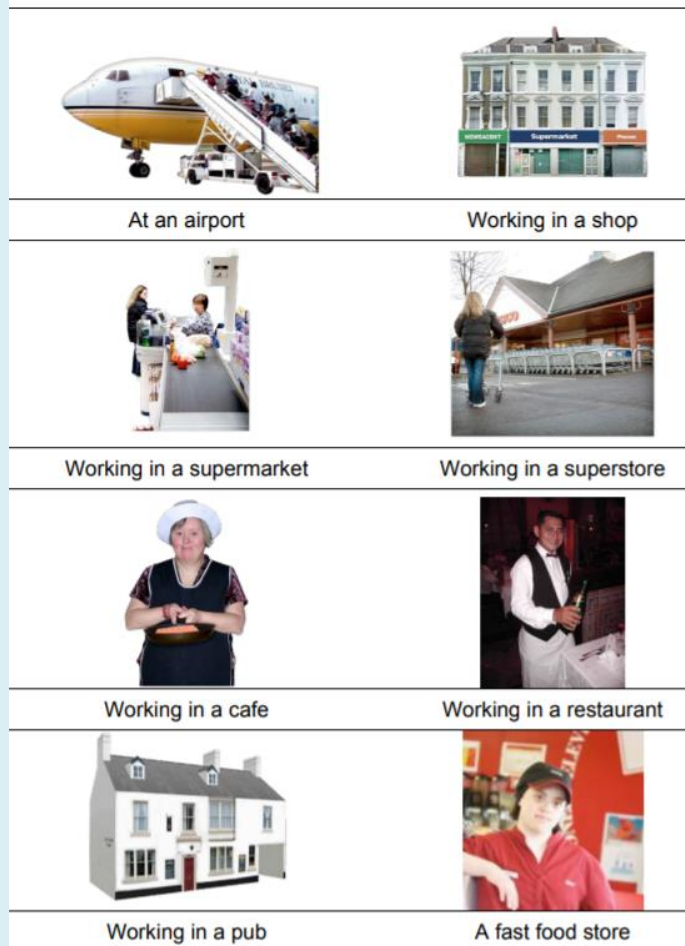 At an airport
Working in a shop
Supermarket
Working in a supermarket
Working in a superstore
Working in a cafe
Working in a restaurant
Working in a pub
A fast food store